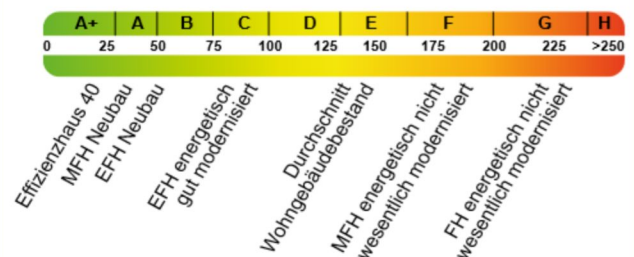 A+ A B C D E F G H
0 25 50 75 100 125 150 175 200 225 >250
Effizienzhaus 40
MFH Neubau
EFH Neubau
EFH energetisch
gut modernisiert
Durchschnitt
Wohngebäudebestand
MFH energetisch nicht
wesentlich modernisiert
FH energetisch nicht
wesentlich modernisiert